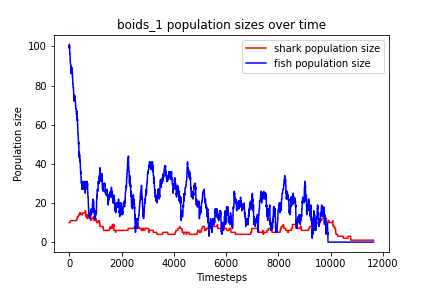 boids_1 population sizes over time
shark population size
fish population size
Population size
100
80
60
40
20
0
0
2000
4000
6000
8000
10000
12000
Timesteps